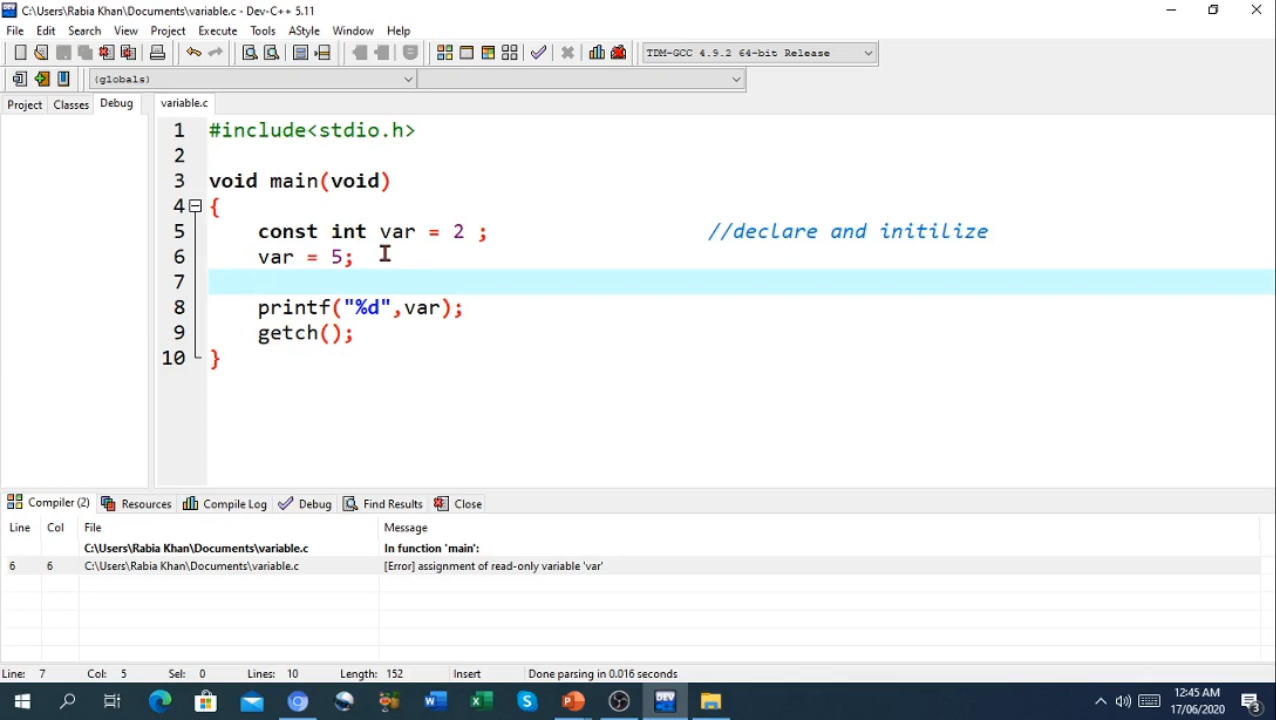 C:\Users\Rabia Khan\Documents\variable.c - Dev-C++ 5.11
File Edit Search View Project Execute Tools AStyle Window Help
TDM-GCC 4.9.2 64-bit Release
(globals)
Project Classes Debug variable.c
1 #include<stdio.h>
2
3 void main(void)
4 {
5 const int var = 2 ; //declare and initilize
6 var = 5;
7
8 printf("%d",var);
9 getch();
10 }
Compiler (2) Resources Compile Log Debug Find Results Close
Line Col File Message
C:\Users\Rabia Khan\Documents\variable.c In function 'main':
6 6 C:\Users\Rabia Khan\Documents\variable.c [Error] assignment of read-only variable 'var'
Line: 7 Col: 5 Sel: 0 Lines: 10 Length: 152 Insert Done parsing in 0.016 seconds
12:45 AM
17/06/2020